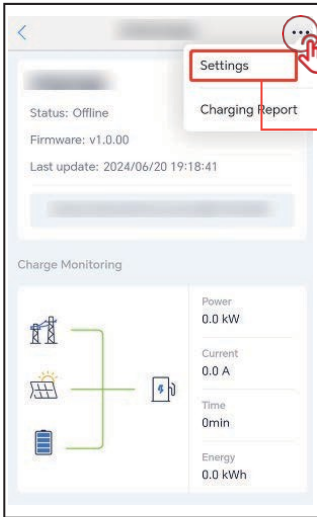 Settings
Charging Report
Status: Offline
Firmware: v1.0.00
Last update: 2024/06/20 19:18:41
Charge Monitoring
Power
0.0 kW
Current
0.0 A
Time
0min
Energy
0.0 kWh